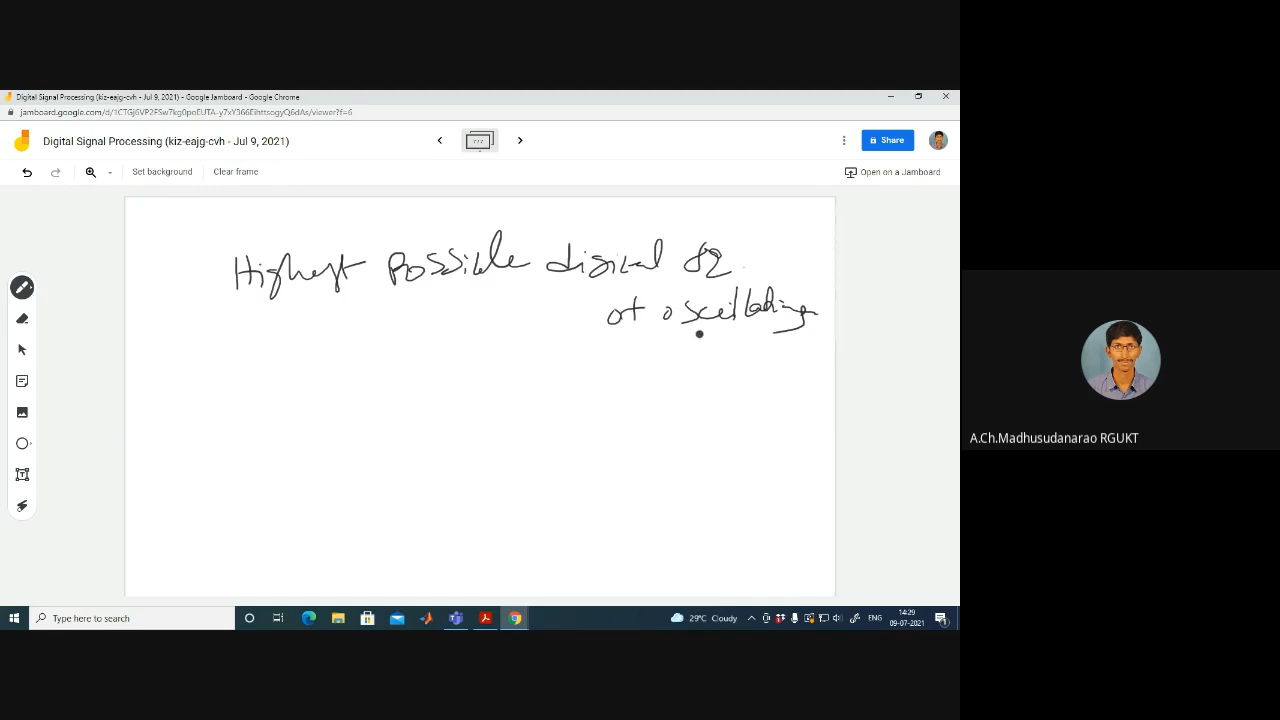 Digital Signal Processing (kiz-eajg-cvh - Jul 9, 2021) - Google Jamboard - Google Chrome
Digital Signal Processing (kiz-eajg-cvh - Jul 9, 2021)
Share
Set background
Clear frame
Open on a Jamboard
Highest Possible digital
of oscillating
A.Ch.Madhusudanarao RGUKT
Type here to search
29°C Cloudy
ENG
14:29
09-07-2021